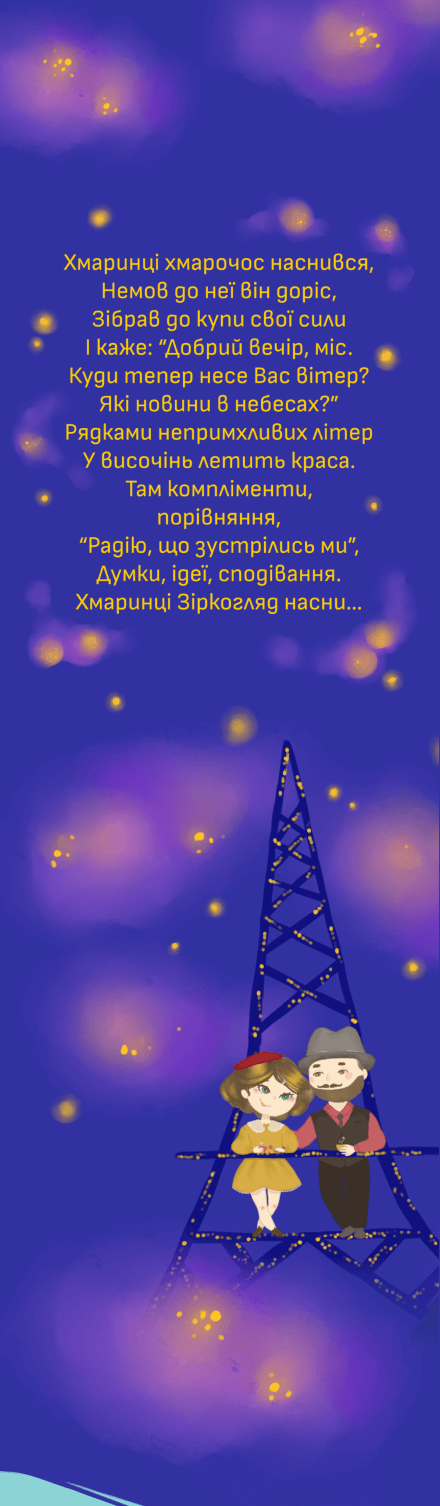 Хмаринці хмарочос наснився,
Немов до неї він доріс,
Зібрав до купи свої сили
І каже: “Добрий вечір, міс.
Куди тепер несе Вас вітер?
Які новини в небесах?”
Рядками непримхливих літер
У височінь летить краса.
Там компліменти,
порівняння,
“Радію, що зустрілись ми”,
Думки, ідеї, сподівання.
Хмаринці Зіркогляд насни...